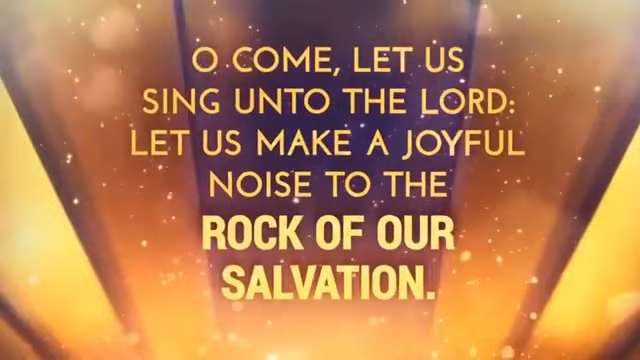 O COME, LET US
SING UNTO THE LORD:
LET US MAKE A JOYFUL
NOISE TO THE
ROCK OF OUR
SALVATION.